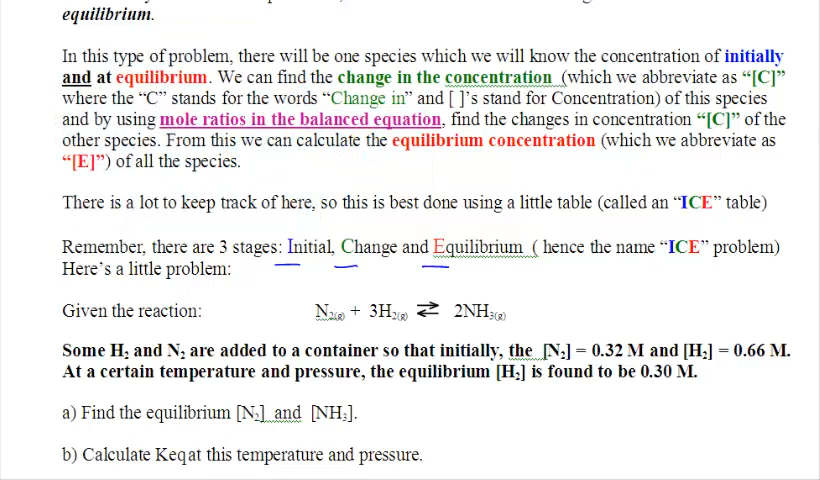 equilibrium.
In this type of problem, there will be one species which we will know the concentration of initially
and at equilibrium. We can find the change in the concentration (which we abbreviate as “[C]”
where the “C” stands for the words “Change in” and [ ]’s stand for Concentration) of this species
and by using mole ratios in the balanced equation, find the changes in concentration “[C]” of the
other species. From this we can calculate the equilibrium concentration (which we abbreviate as
“[E]”) of all the species.
There is a lot to keep track of here, so this is best done using a little table (called an “ICE” table)
Remember, there are 3 stages: Initial, Change and Equilibrium ( hence the name “ICE” problem)
Here’s a little problem:
Given the reaction: N₂(g) + 3H₂(g) ⇄ 2NH₃(g)
Some H₂ and N₂ are added to a container so that initially, the [N₂] = 0.32 M and [H₂] = 0.66 M.
At a certain temperature and pressure, the equilibrium [H₂] is found to be 0.30 M.
a) Find the equilibrium [N₂] and [NH₃].
b) Calculate Keq at this temperature and pressure.